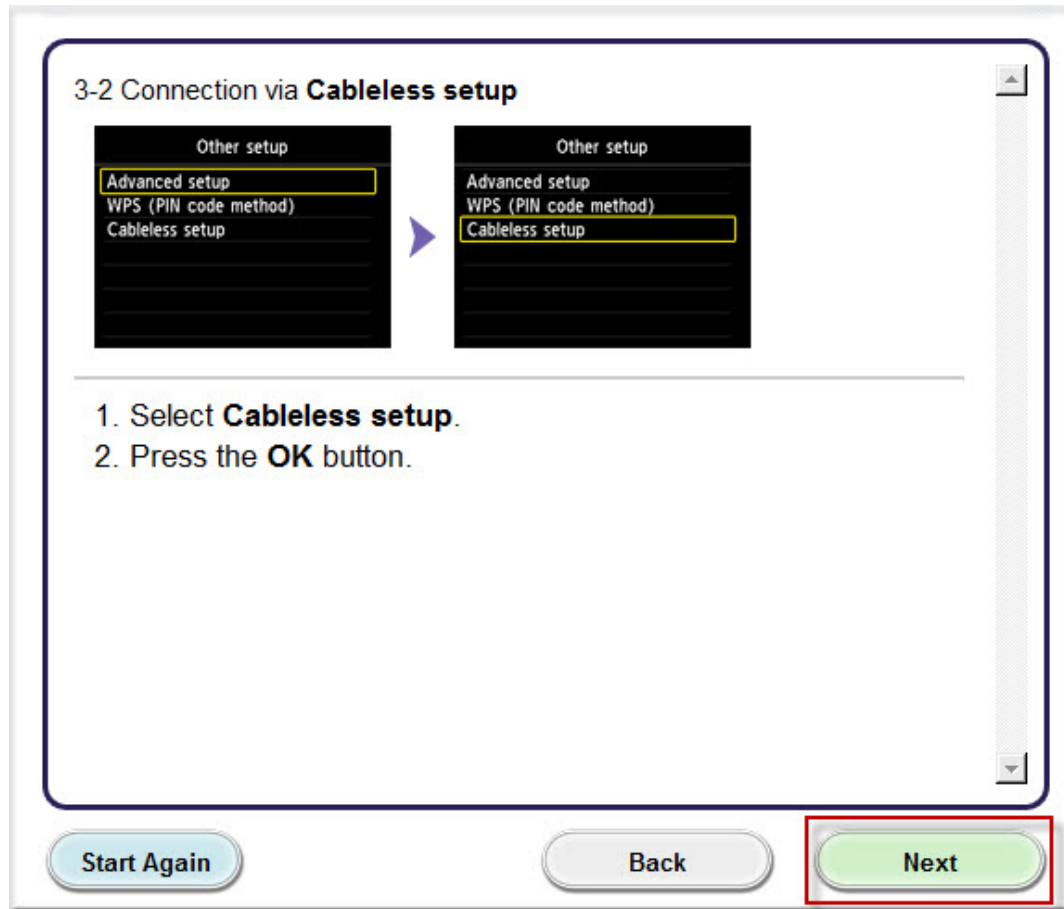 3-2 Connection via Cableless setup
Other setup
Advanced setup
WPS (PIN code method)
Cableless setup
Other setup
Advanced setup
WPS (PIN code method)
Cableless setup
1. Select Cableless setup.
2. Press the OK button.
Start Again
Back
Next